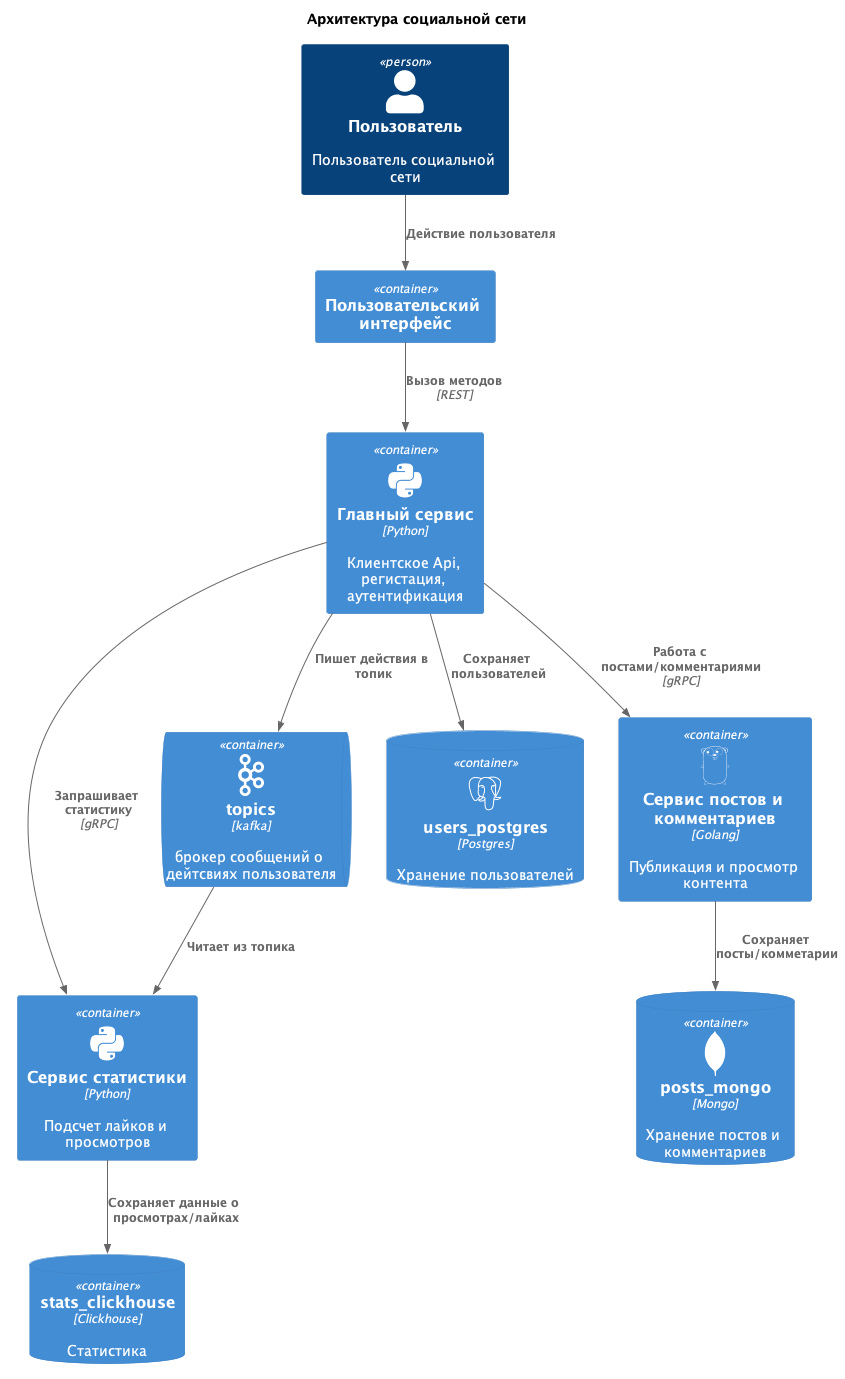 Архитектура социальной сети
«person»
Пользователь
Пользователь социальной
сети
Действие пользователя
«container»
Пользовательский
интерфейс
Вызов методов
[REST]
«container»
Главный сервис
[Python]
Клиентское Api,
регистация,
аутентификация
Пишет действия в
топик
Сохраняет
пользователей
Работа с
постами/комментариями
[gRPC]
Запрашивает
статистику
[gRPC]
«container»
topics
[kafka]
брокер сообщений о
дейтсвиях пользователя
«container»
users_postgres
[Postgres]
Хранение пользователей
«container»
Сервис постов и
комментариев
[Golang]
Публикация и просмотр
контента
Читает из топика
Сохраняет
посты/комметарии
«container»
Сервис статистики
[Python]
Подсчет лайков и
просмотров
«container»
posts_mongo
[Mongo]
Хранение постов и
комментариев
Сохраняет данные о
просмотрах/лайках
«container»
stats_clickhouse
[Clickhouse]
Статистика